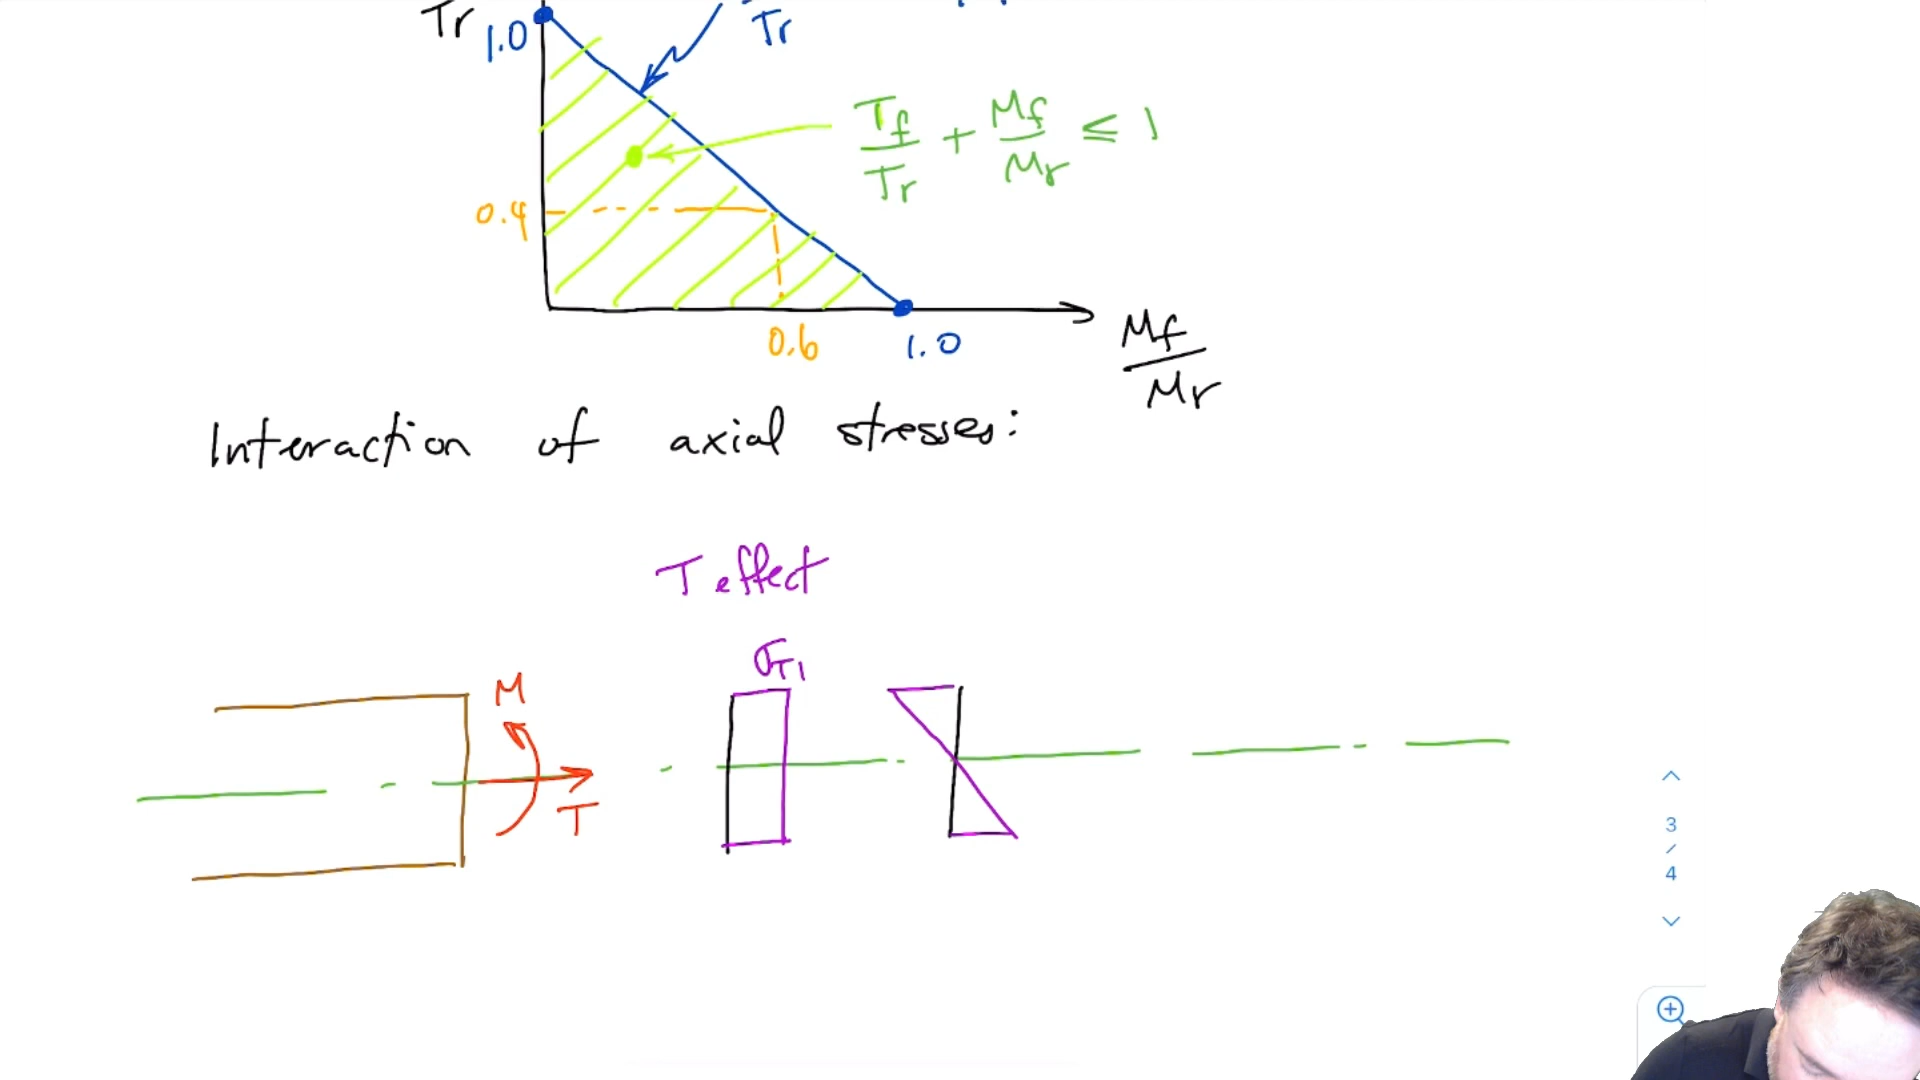 Tr
1.0
Tr
Tf/Tr + Mf/Mr ≤ 1
0.4
0.6
1.0
Mf/Mr
Interaction of axial stresses:
T effect
σT1
M
T
3
/
4